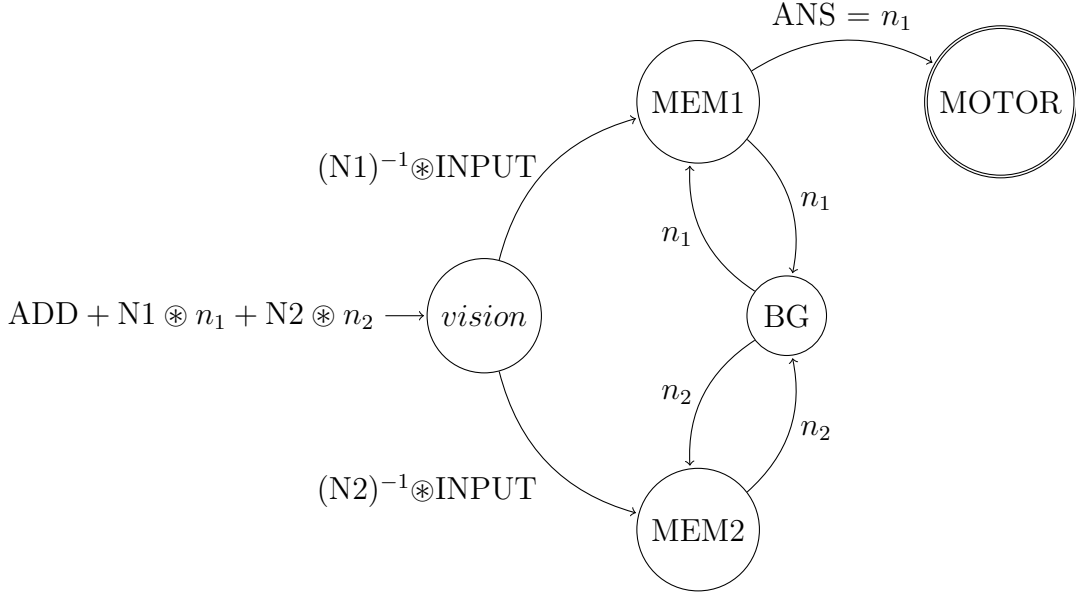 ANS = n₁
MEM1
MOTOR
(N1)⁻¹⊛INPUT
n₁
n₁
ADD + N1 ⊛ n₁ + N2 ⊛ n₂
vision
BG
n₂
n₂
(N2)⁻¹⊛INPUT
MEM2